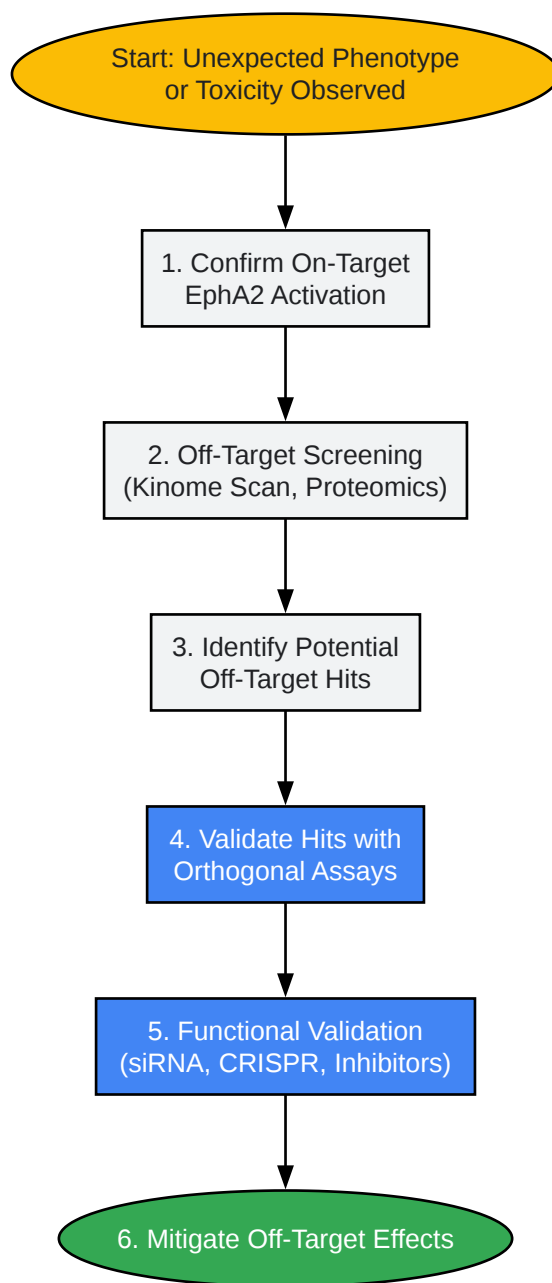 Start: Unexpected Phenotype
or Toxicity Observed
1. Confirm On-Target
EphA2 Activation
2. Off-Target Screening
(Kinome Scan, Proteomics)
3. Identify Potential
Off-Target Hits
4. Validate Hits with
Orthogonal Assays
5. Functional Validation
(siRNA, CRISPR, Inhibitors)
6. Mitigate Off-Target Effects